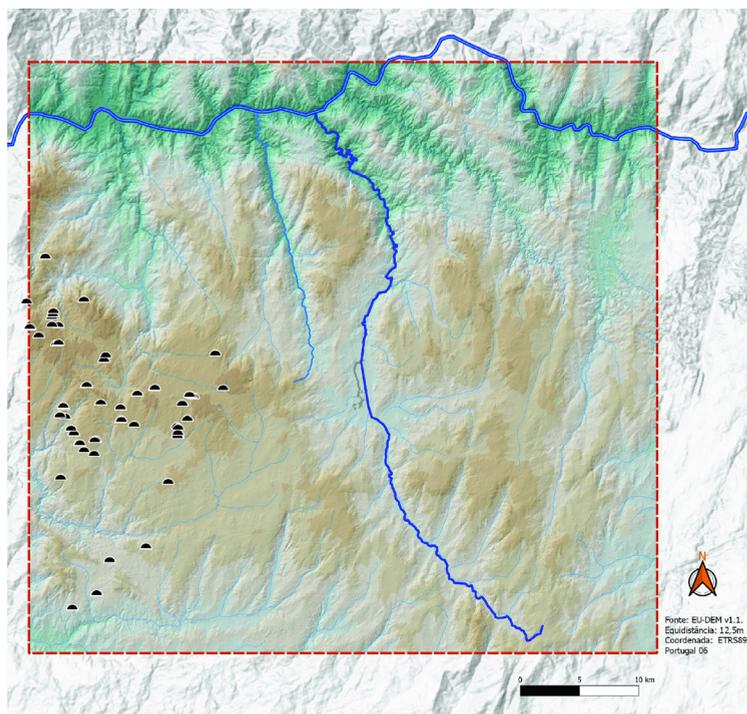 N
Fonte: EU-DEM v1.1.
Equidistância: 12,5m
Coordenada: ETRS89
Portugal 06
0 5 10 km